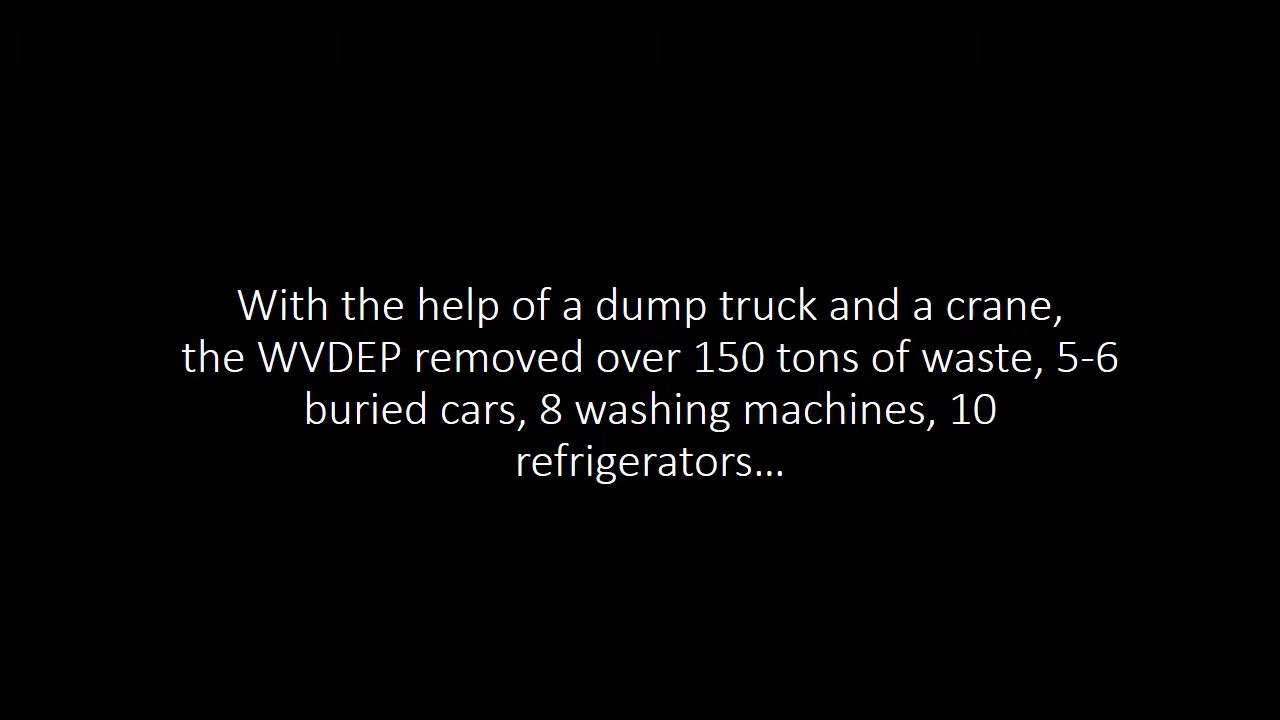 With the help of a dump truck and a crane,
the WVDEP removed over 150 tons of waste, 5-6
buried cars, 8 washing machines, 10
refrigerators…